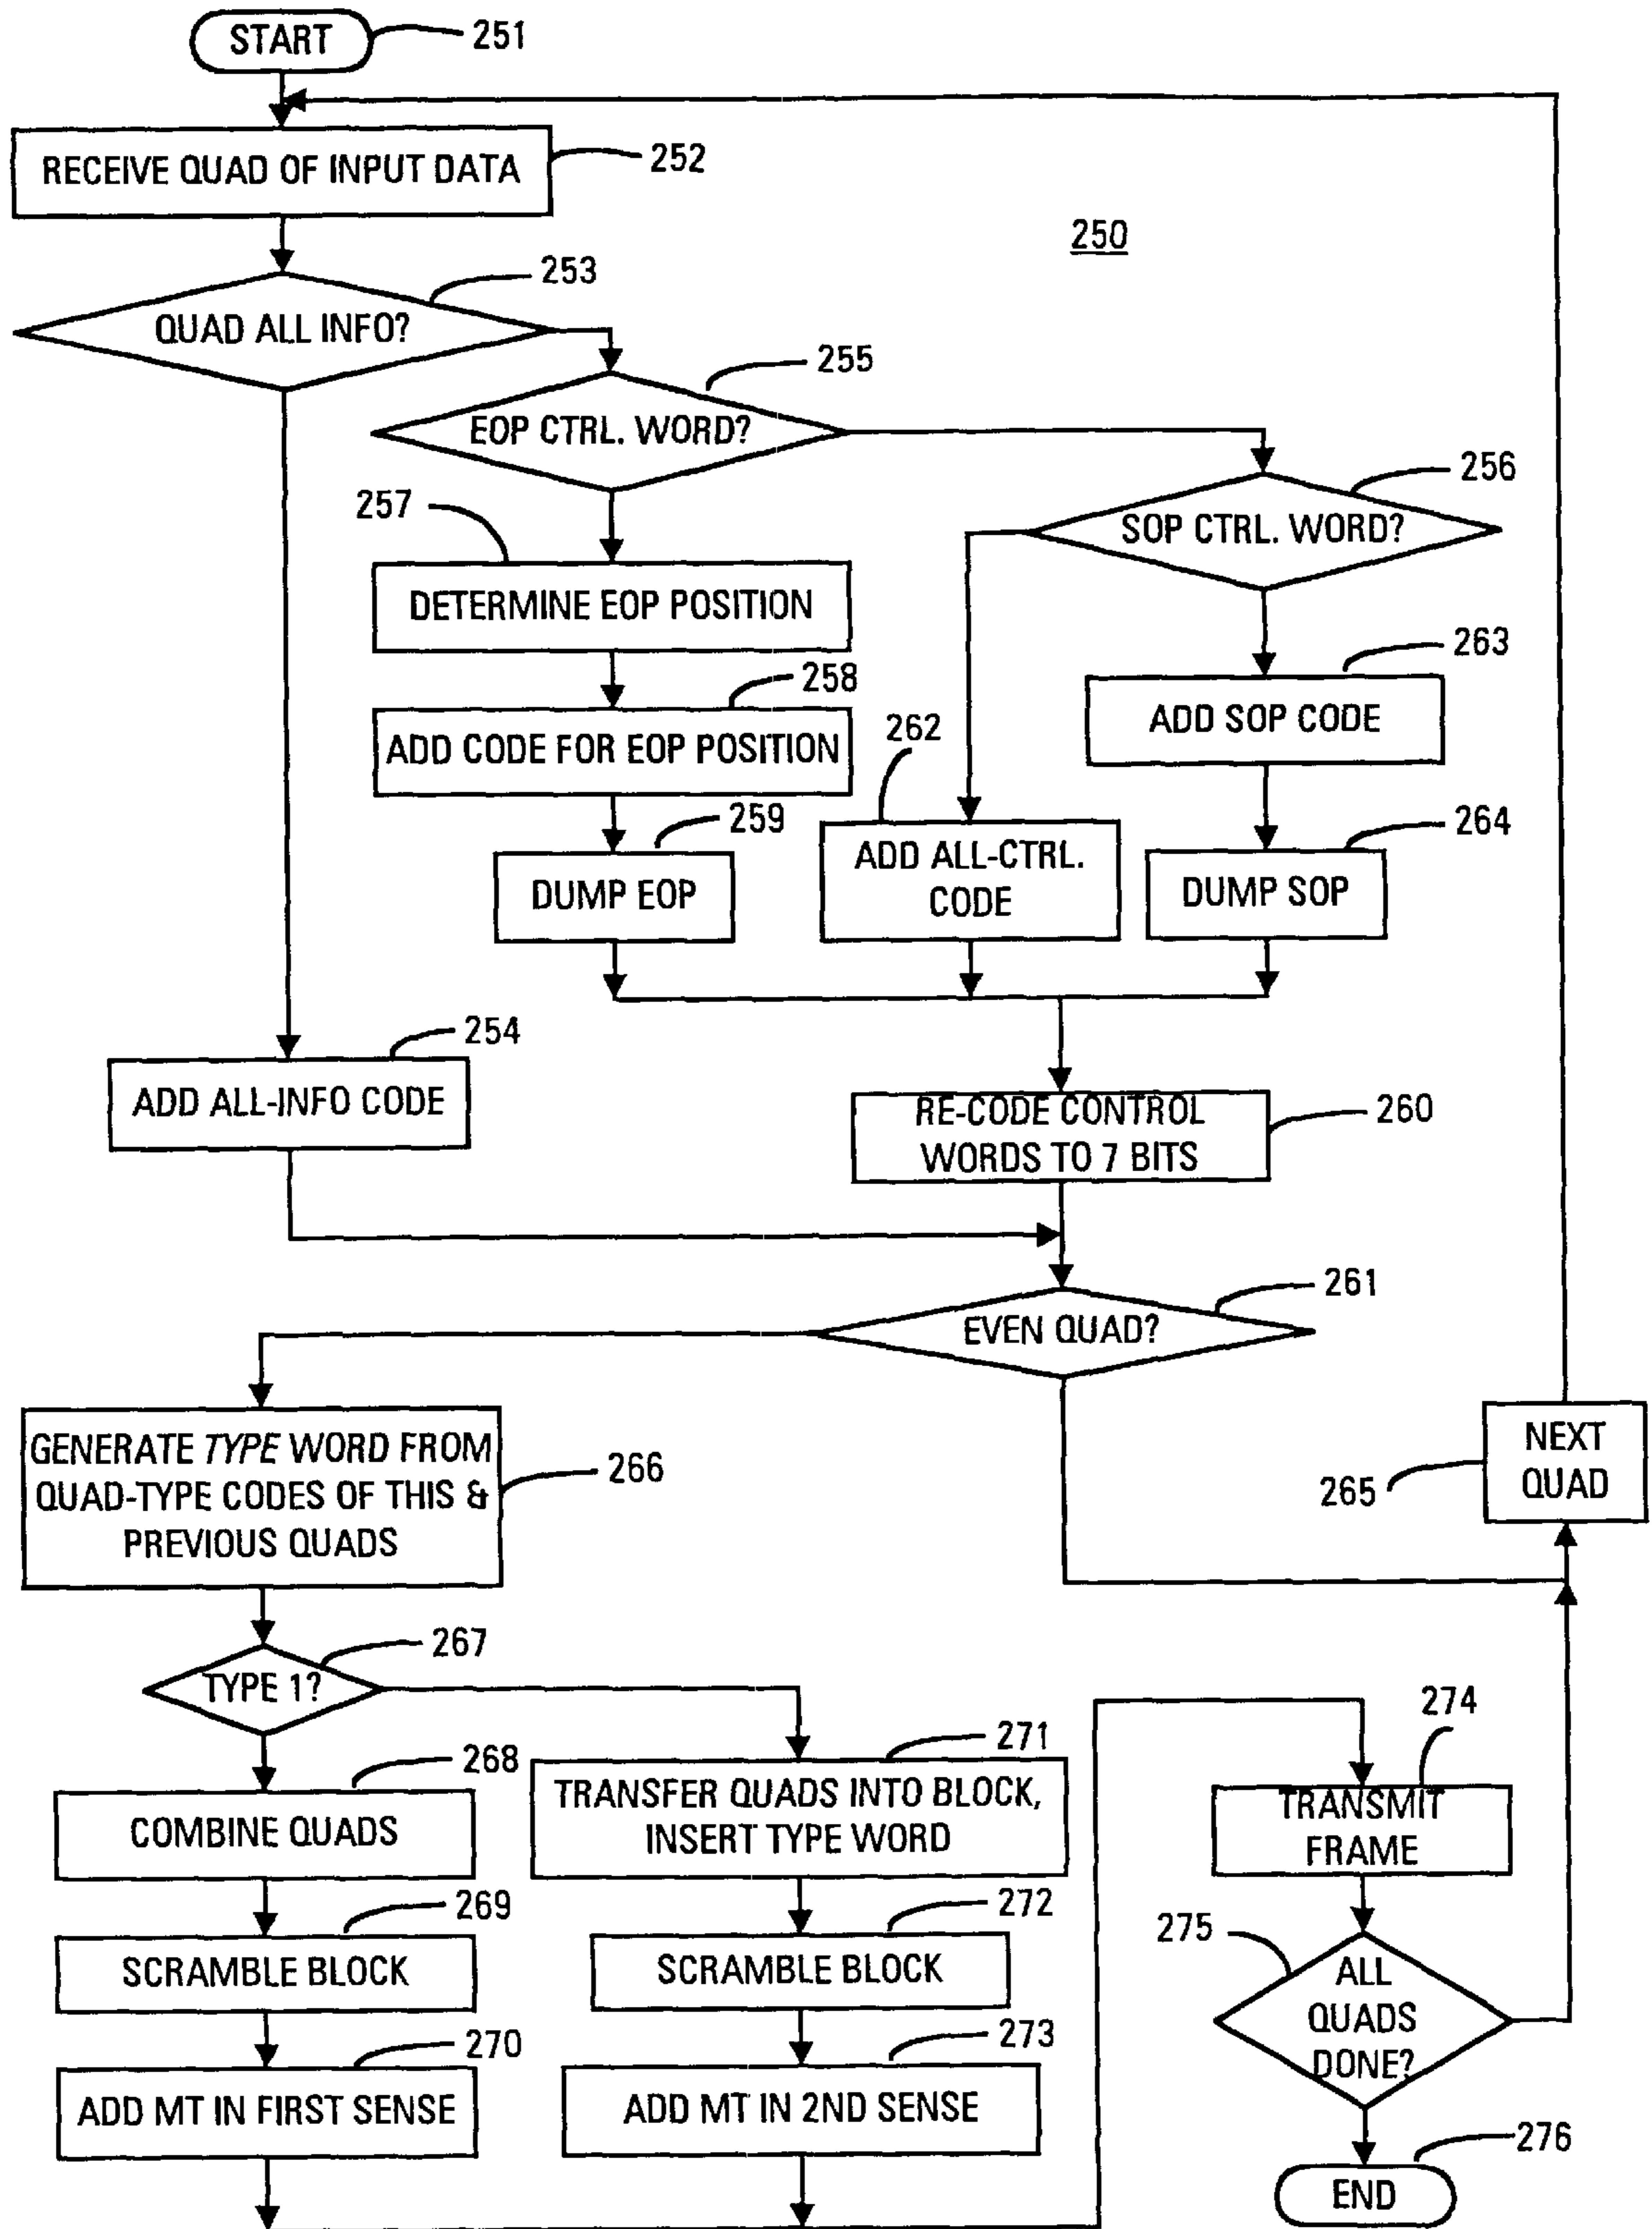 START
251
RECEIVE QUAD OF INPUT DATA
252
250
QUAD ALL INFO?
253
EOP CTRL. WORD?
255
SOP CTRL. WORD?
256
257
DETERMINE EOP POSITION
258
ADD CODE FOR EOP POSITION
259
DUMP EOP
262
ADD ALL-CTRL.
CODE
263
ADD SOP CODE
264
DUMP SOP
254
ADD ALL-INFO CODE
RE-CODE CONTROL
WORDS TO 7 BITS
260
EVEN QUAD?
261
GENERATE TYPE WORD FROM
QUAD-TYPE CODES OF THIS &
PREVIOUS QUADS
266
NEXT
QUAD
265
TYPE 1?
267
268
COMBINE QUADS
269
SCRAMBLE BLOCK
270
ADD MT IN FIRST SENSE
271
TRANSFER QUADS INTO BLOCK,
INSERT TYPE WORD
272
SCRAMBLE BLOCK
273
ADD MT IN 2ND SENSE
274
TRANSMIT
FRAME
275
ALL
QUADS
DONE?
276
END